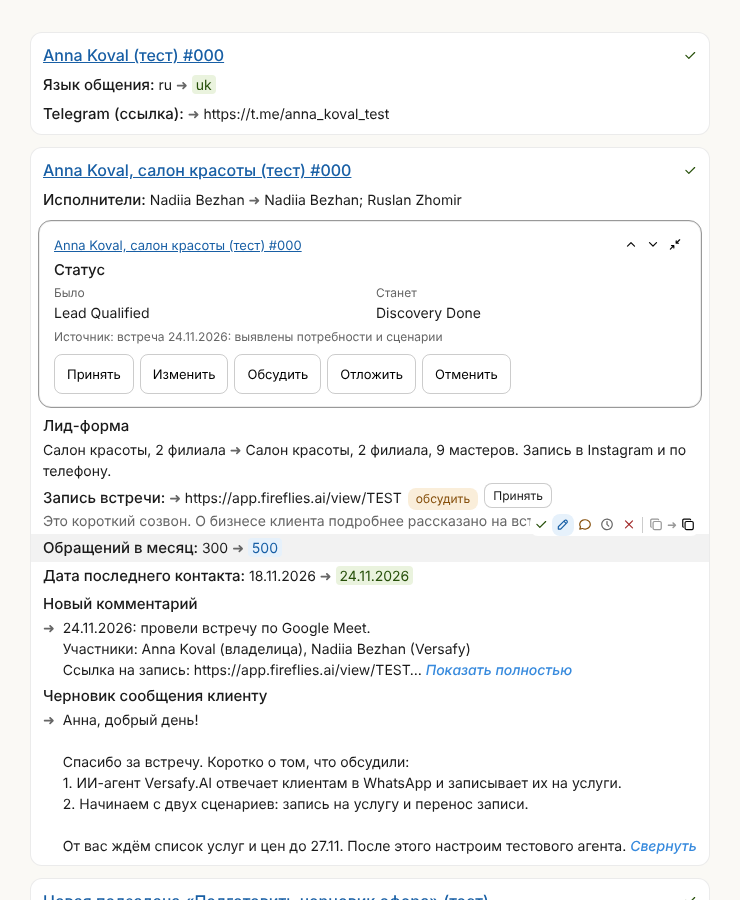 Anna Koval (тест) #000
Язык общения: ru → uk
Telegram (ссылка): → https://t.me/anna_koval_test
Anna Koval, салон красоты (тест) #000
Исполнители: Nadiia Bezhan → Nadiia Bezhan; Ruslan Zhomir
Anna Koval, салон красоты (тест) #000
Статус
Было Станет
Lead Qualified Discovery Done
Источник: встреча 24.11.2026: выявлены потребности и сценарии
Принять Изменить Обсудить Отложить Отменить
Лид-форма
Салон красоты, 2 филиала → Салон красоты, 2 филиала, 9 мастеров. Запись в Instagram и по
телефону.
Запись встречи: → https://app.fireflies.ai/view/TEST обсудить Принять
Это короткий созвон. О бизнесе клиента подробнее рассказано на вст
Обращений в месяц: 300 → 500
Дата последнего контакта: 18.11.2026 → 24.11.2026
Новый комментарий
→ 24.11.2026: провели встречу по Google Meet.
Участники: Anna Koval (владелица), Nadiia Bezhan (Versafy)
Ссылка на запись: https://app.fireflies.ai/view/TEST... Показать полностью
Черновик сообщения клиенту
→ Анна, добрый день!
Спасибо за встречу. Коротко о том, что обсудили:
1. ИИ-агент Versafy.AI отвечает клиентам в WhatsApp и записывает их на услуги.
2. Начинаем с двух сценариев: запись на услугу и перенос записи.
От вас ждём список услуг и цен до 27.11. После этого настроим тестового агента. Свернуть